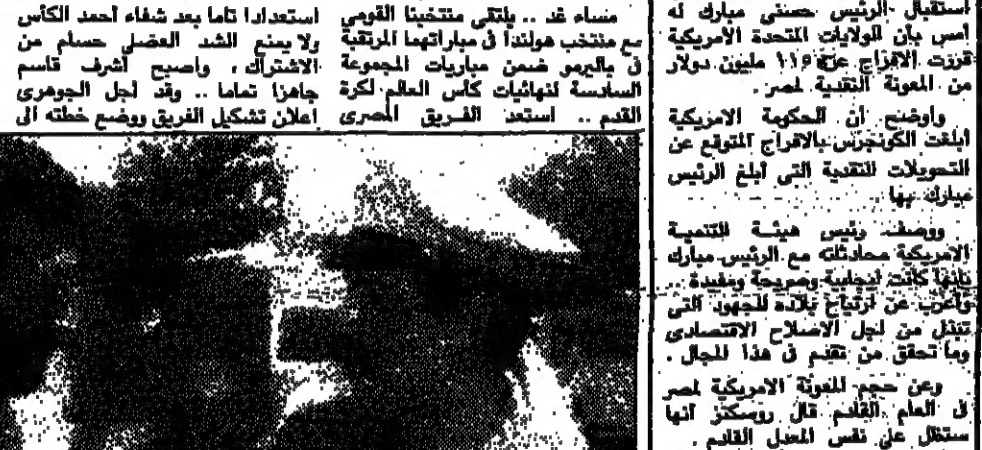 استقبال الرئيس حسنى مبارك له
أمس بأن الولايات المتحدة الأمريكية
قررت الافراج عن ١١٥ مليون دولار
من المعونة النقدية لمصر .
وأوضح أن الحكومة الامريكية
أبلغت الكونجرس بالافراج المتوقع عن
التحويلات النقدية التى أبلغ الرئيس
مبارك بها
ووصف رئيس هيئة التنمية
الامريكية محادثاته مع الرئيس مبارك
بأنها كانت ايجابية وصريحة ومفيدة ..
وأعرب عن ارتياح بلاده للجهود التى
تبذل من اجل الاصلاح الاقتصادى
وما تحقق من تقدم فى هذا المجال .
وعن حجم المعونة الامريكية لمصر
فى العام القادم قال روسكنز أنها
ستظل على نفس المعدل القادم .
مساء غد .. يلتقى منتخبنا القومى
مع منتخب هولندا فى مباراتهما المرتقبة
فى باليرمو ضمن مباريات المجموعة
السادسة لنهائيات كأس العالم لكرة
القدم .. استعد الفريق المصرى
استعدادا تاما بعد شفاء أحمد الكأس
ولا يمنع الشد العضلى حسام من
الاشتراك ، واصبح أشرف قاسم
جاهزا تماما .. وقد أجل الجوهرى
إعلان تشكيل الفريق ووضع خطته الى